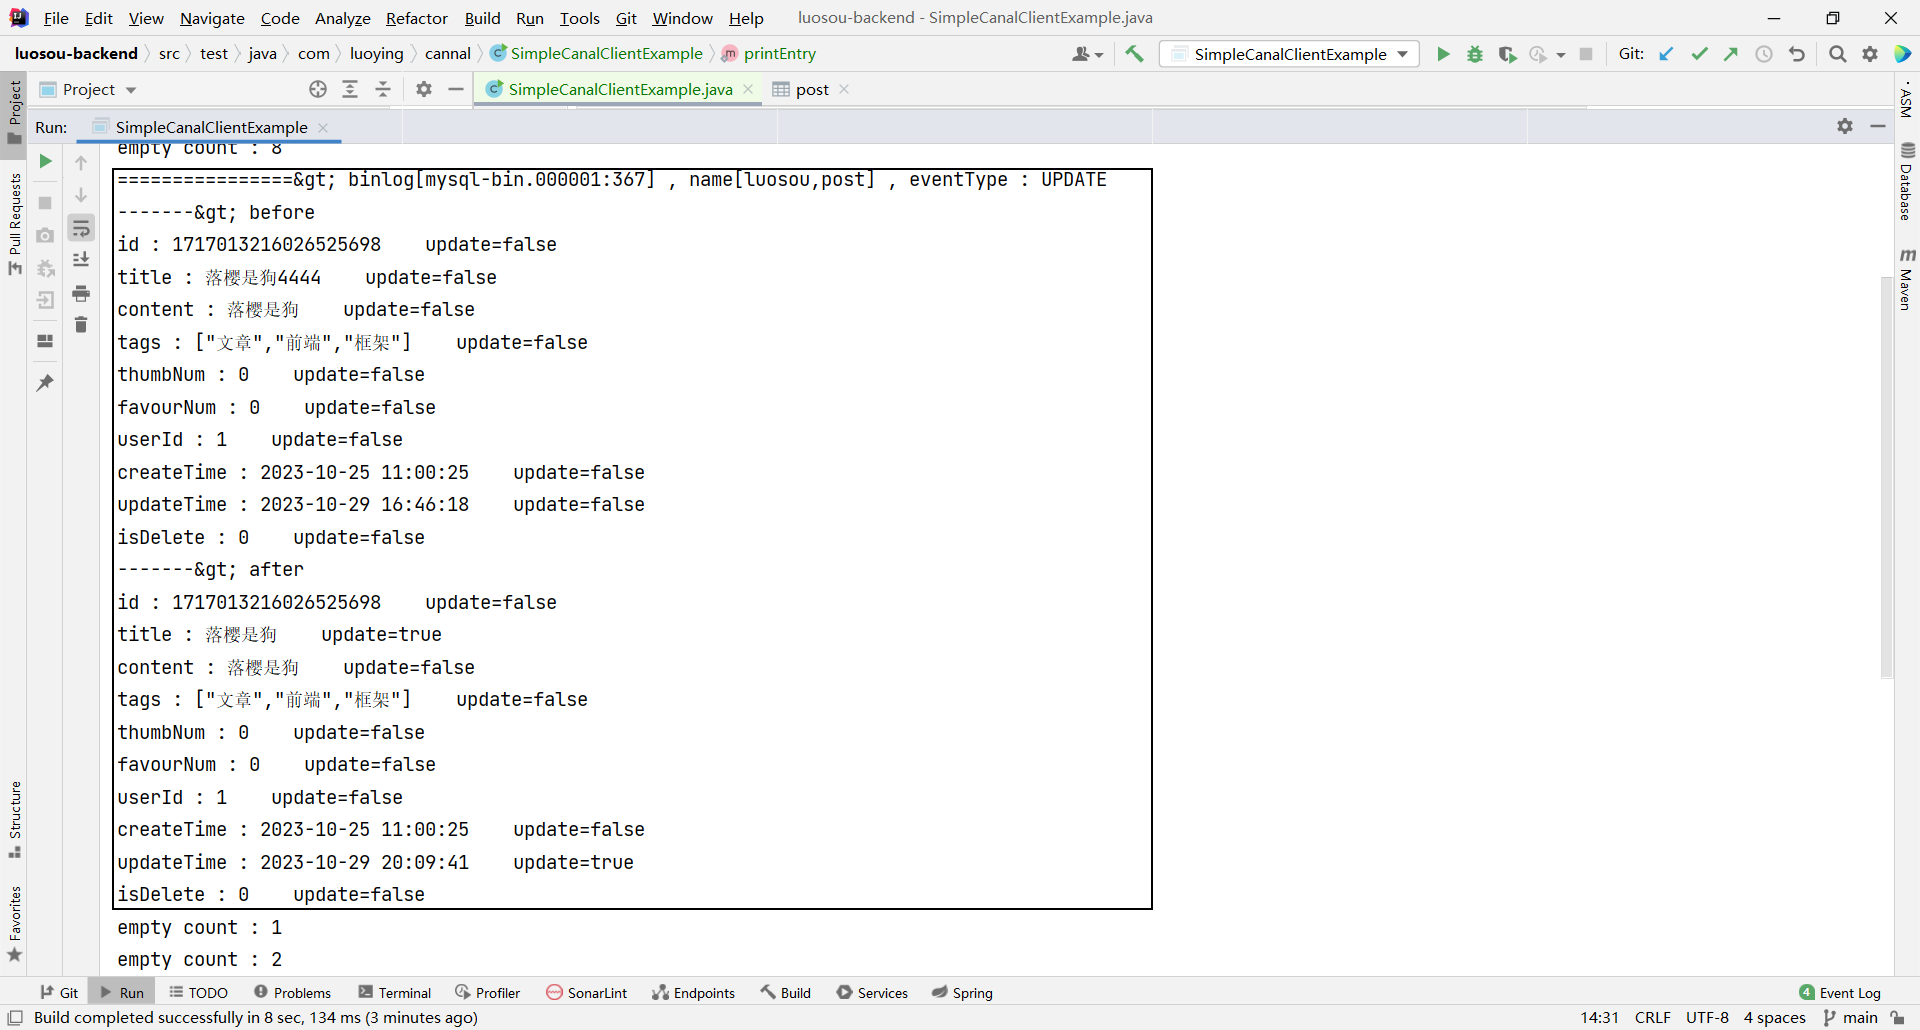 File Edit View Navigate Code Analyze Refactor Build Run Tools Git Window Help luosou-backend - SimpleCanalClientExample.java
luosou-backend src test java com luoying cannal SimpleCanalClientExample printEntry SimpleCanalClientExample Git:
Project SimpleCanalClientExample.java post
Run: SimpleCanalClientExample
empty count : 8
================&gt; binlog[mysql-bin.000001:367] , name[luosou,post] , eventType : UPDATE
-------&gt; before
id : 1717013216026525698    update=false
title : 落樱是狗4444    update=false
content : 落樱是狗    update=false
tags : ["文章","前端","框架"]    update=false
thumbNum : 0    update=false
favourNum : 0    update=false
userId : 1    update=false
createTime : 2023-10-25 11:00:25    update=false
updateTime : 2023-10-29 16:46:18    update=false
isDelete : 0    update=false
-------&gt; after
id : 1717013216026525698    update=false
title : 落樱是狗    update=true
content : 落樱是狗    update=false
tags : ["文章","前端","框架"]    update=false
thumbNum : 0    update=false
favourNum : 0    update=false
userId : 1    update=false
createTime : 2023-10-25 11:00:25    update=false
updateTime : 2023-10-29 20:09:41    update=true
isDelete : 0    update=false
empty count : 1
empty count : 2
Project
Pull Requests
Structure
Favorites
ASM
Database
m Maven
Git Run TODO Problems Terminal Profiler SonarLint Endpoints Build Services Spring 4 Event Log
Build completed successfully in 8 sec, 134 ms (3 minutes ago) 14:31 CRLF UTF-8 4 spaces main